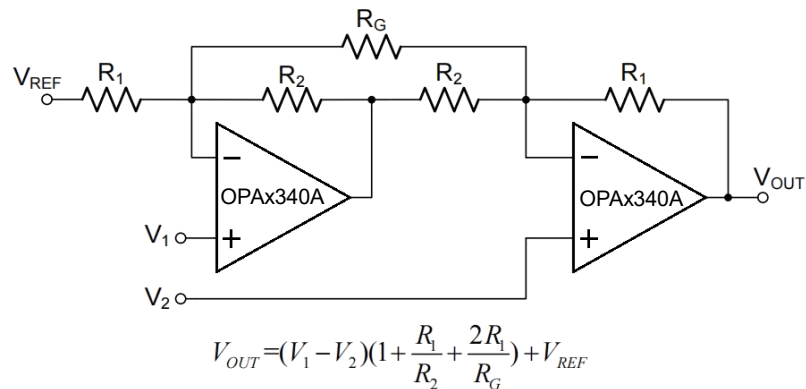 R_G
V_REF R_1 R_2 R_2 R_1
−
OPAx340A
+
−
OPAx340A
+
V_OUT
V_1
V_2
V_OUT=(V_1−V_2)(1+R_1/R_2+2R_1/R_G)+V_REF